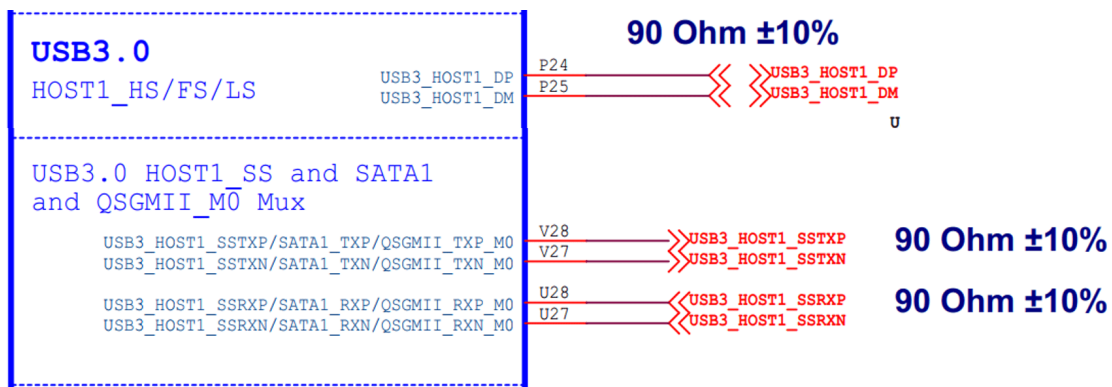 90 Ohm ±10%
USB3.0
HOST1_HS/FS/LS
USB3_HOST1_DP P24 USB3_HOST1_DP
USB3_HOST1_DM P25 USB3_HOST1_DM
U
USB3.0 HOST1_SS and SATA1
and QSGMII_M0 Mux
USB3_HOST1_SSTXP/SATA1_TXP/QSGMII_TXP_M0 V28 USB3_HOST1_SSTXP 90 Ohm ±10%
USB3_HOST1_SSTXN/SATA1_TXN/QSGMII_TXN_M0 V27 USB3_HOST1_SSTXN
USB3_HOST1_SSRXP/SATA1_RXP/QSGMII_RXP_M0 U28 USB3_HOST1_SSRXP 90 Ohm ±10%
USB3_HOST1_SSRXN/SATA1_RXN/QSGMII_RXN_M0 U27 USB3_HOST1_SSRXN